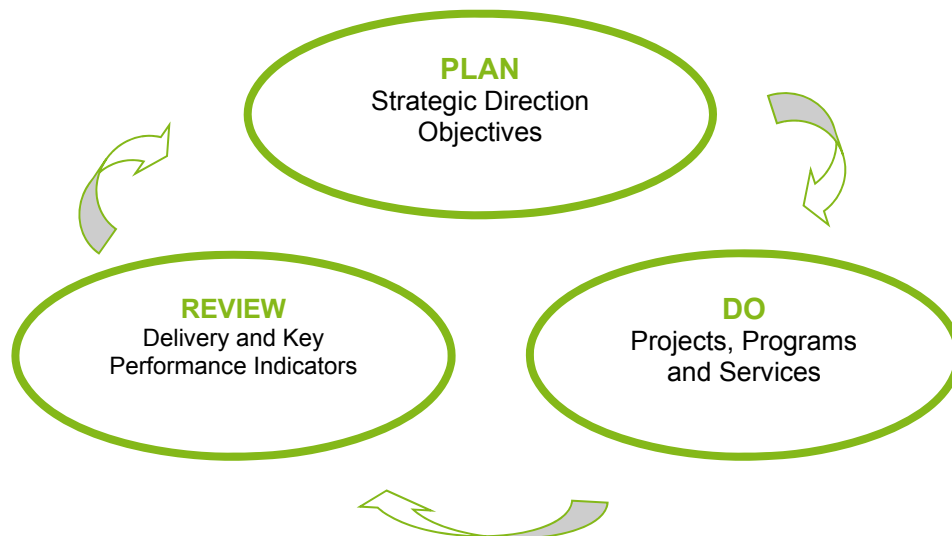 PLAN
Strategic Direction
Objectives
REVIEW
Delivery and Key
Performance Indicators
DO
Projects, Programs
and Services